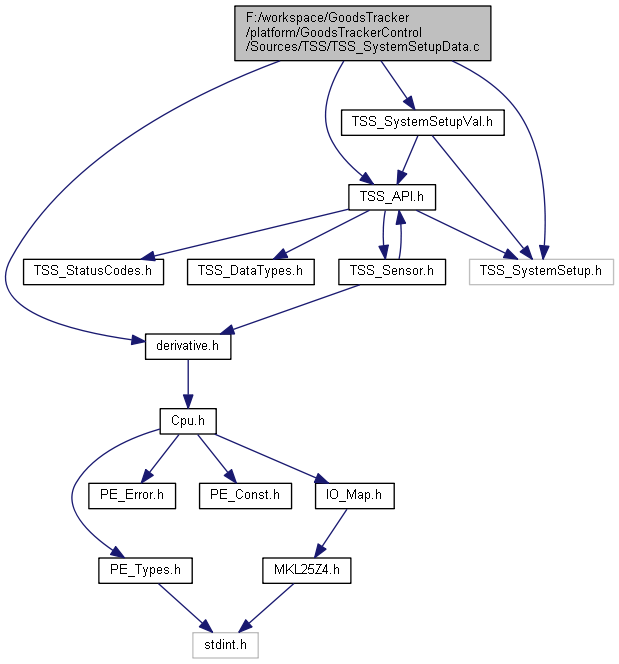 F:/workspace/GoodsTracker
/platform/GoodsTrackerControl
/Sources/TSS/TSS_SystemSetupData.c
TSS_SystemSetupVal.h
TSS_API.h
TSS_StatusCodes.h
TSS_DataTypes.h
TSS_Sensor.h
TSS_SystemSetup.h
derivative.h
Cpu.h
PE_Error.h
PE_Const.h
IO_Map.h
PE_Types.h
MKL25Z4.h
stdint.h